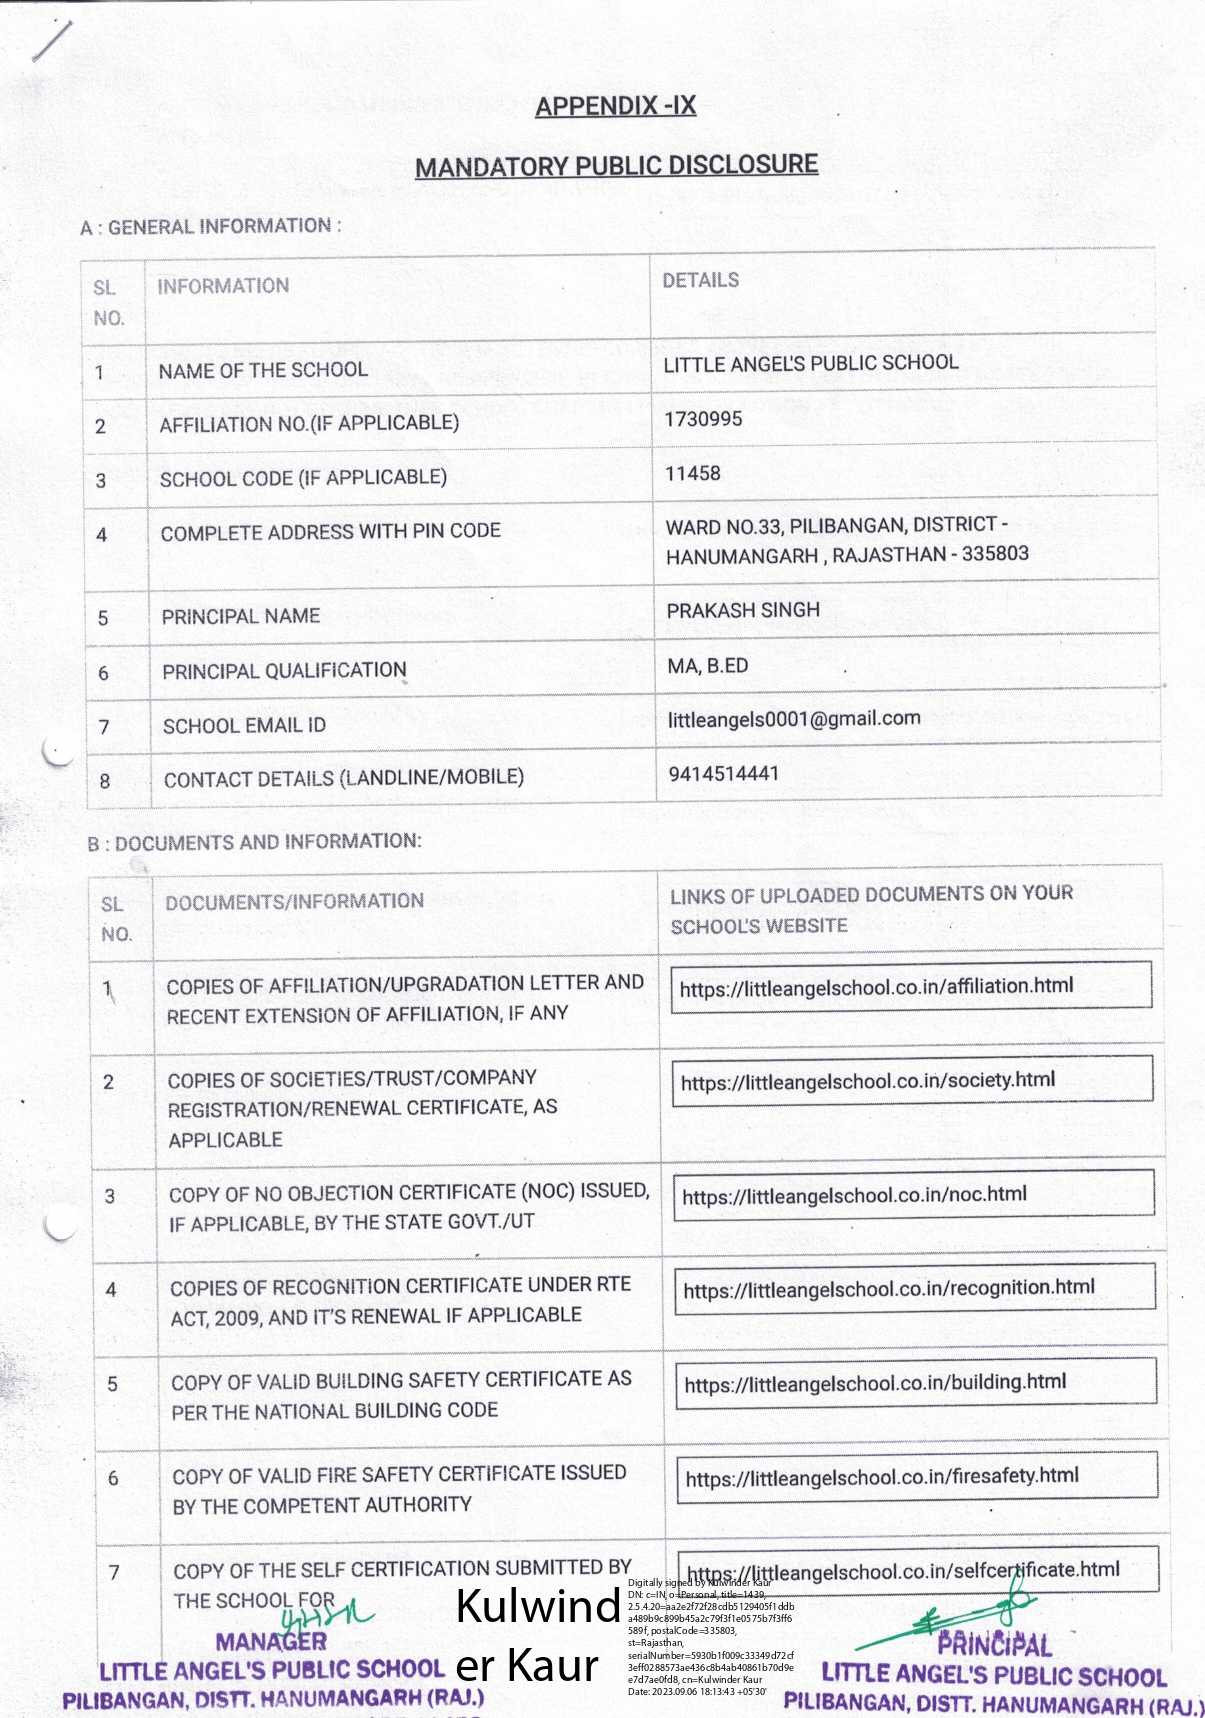 APPENDIX -IX
MANDATORY PUBLIC DISCLOSURE
A : GENERAL INFORMATION :
SL NO. INFORMATION DETAILS
1 NAME OF THE SCHOOL LITTLE ANGEL'S PUBLIC SCHOOL
2 AFFILIATION NO.(IF APPLICABLE) 1730995
3 SCHOOL CODE (IF APPLICABLE) 11458
4 COMPLETE ADDRESS WITH PIN CODE WARD NO.33, PILIBANGAN, DISTRICT -
HANUMANGARH , RAJASTHAN - 335803
5 PRINCIPAL NAME PRAKASH SINGH
6 PRINCIPAL QUALIFICATION MA, B.ED
7 SCHOOL EMAIL ID littleangels0001@gmail.com
8 CONTACT DETAILS (LANDLINE/MOBILE) 9414514441
B : DOCUMENTS AND INFORMATION:
SL NO. DOCUMENTS/INFORMATION LINKS OF UPLOADED DOCUMENTS ON YOUR
SCHOOL'S WEBSITE
1 COPIES OF AFFILIATION/UPGRADATION LETTER AND https://littleangelschool.co.in/affiliation.html
RECENT EXTENSION OF AFFILIATION, IF ANY
2 COPIES OF SOCIETIES/TRUST/COMPANY https://littleangelschool.co.in/society.html
REGISTRATION/RENEWAL CERTIFICATE, AS
APPLICABLE
3 COPY OF NO OBJECTION CERTIFICATE (NOC) ISSUED, https://littleangelschool.co.in/noc.html
IF APPLICABLE, BY THE STATE GOVT./UT
4 COPIES OF RECOGNITION CERTIFICATE UNDER RTE https://littleangelschool.co.in/recognition.html
ACT, 2009, AND IT'S RENEWAL IF APPLICABLE
5 COPY OF VALID BUILDING SAFETY CERTIFICATE AS https://littleangelschool.co.in/building.html
PER THE NATIONAL BUILDING CODE
6 COPY OF VALID FIRE SAFETY CERTIFICATE ISSUED https://littleangelschool.co.in/firesafety.html
BY THE COMPETENT AUTHORITY
7 COPY OF THE SELF CERTIFICATION SUBMITTED BY https://littleangelschool.co.in/selfcertificate.html
THE SCHOOL FOR
MANAGER
LITTLE ANGEL'S PUBLIC SCHOOL
PILIBANGAN, DISTT. HANUMANGARH (RAJ.)
Kulwind
er Kaur
Digitally signed by Kulwinder Kaur
DN: c=IN, o=Personal, title=1439,
2.5.4.20=aa2e2f72f28cdb5129405f1ddb
a489b9c899b45a2c79f3f1e0575b7f3ff6
589f, postalCode=335803,
st=Rajasthan,
serialNumber=5930b1f009c33349d72cf
3eff0288573ae436c8b4ab40861b70d9e
e7d7ae0fd8, cn=Kulwinder Kaur
Date: 2023.09.06 18:13:43 +05'30'
PRINCIPAL
LITTLE ANGEL'S PUBLIC SCHOOL
PILIBANGAN, DISTT. HANUMANGARH (RAJ.)